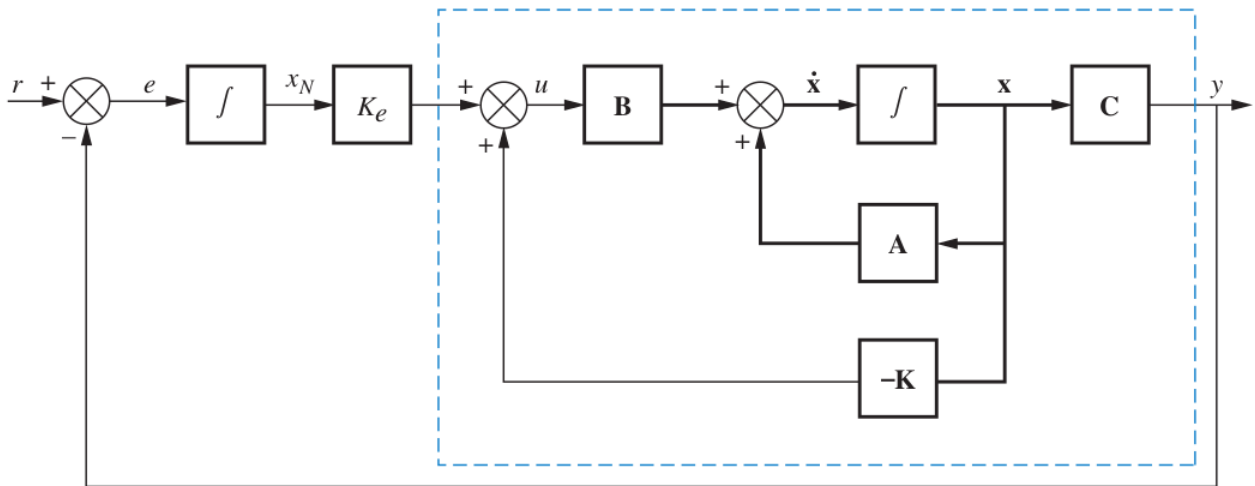 r + e ∫ x_N K_e + u B + ẋ ∫ x C y
− + +
A
−K